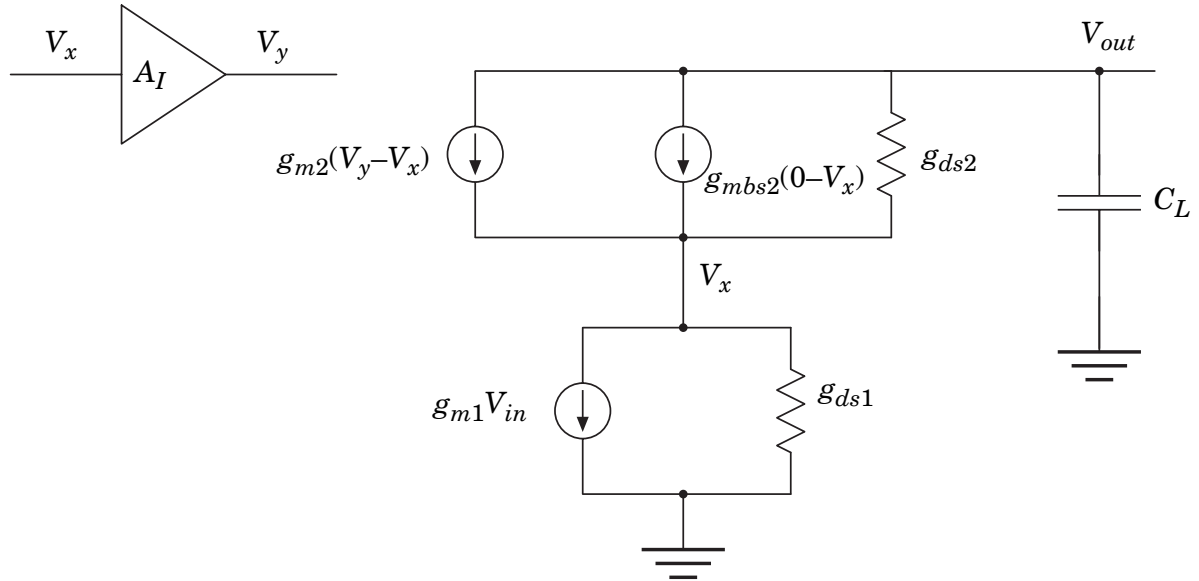 V_x
A_I
V_y
V_out
g_m2(V_y–V_x)
g_mbs2(0–V_x)
g_ds2
C_L
V_x
g_m1V_in
g_ds1